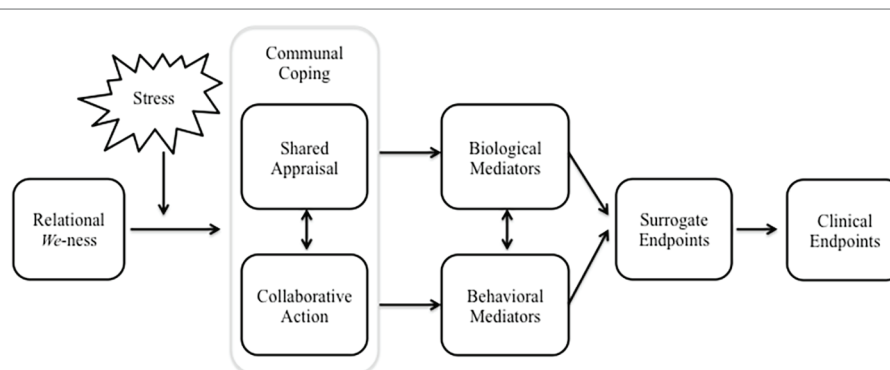 Communal
Coping
Stress
Shared
Appraisal
Biological
Mediators
Relational
We-ness
Surrogate
Endpoints
Clinical
Endpoints
Collaborative
Action
Behavioral
Mediators